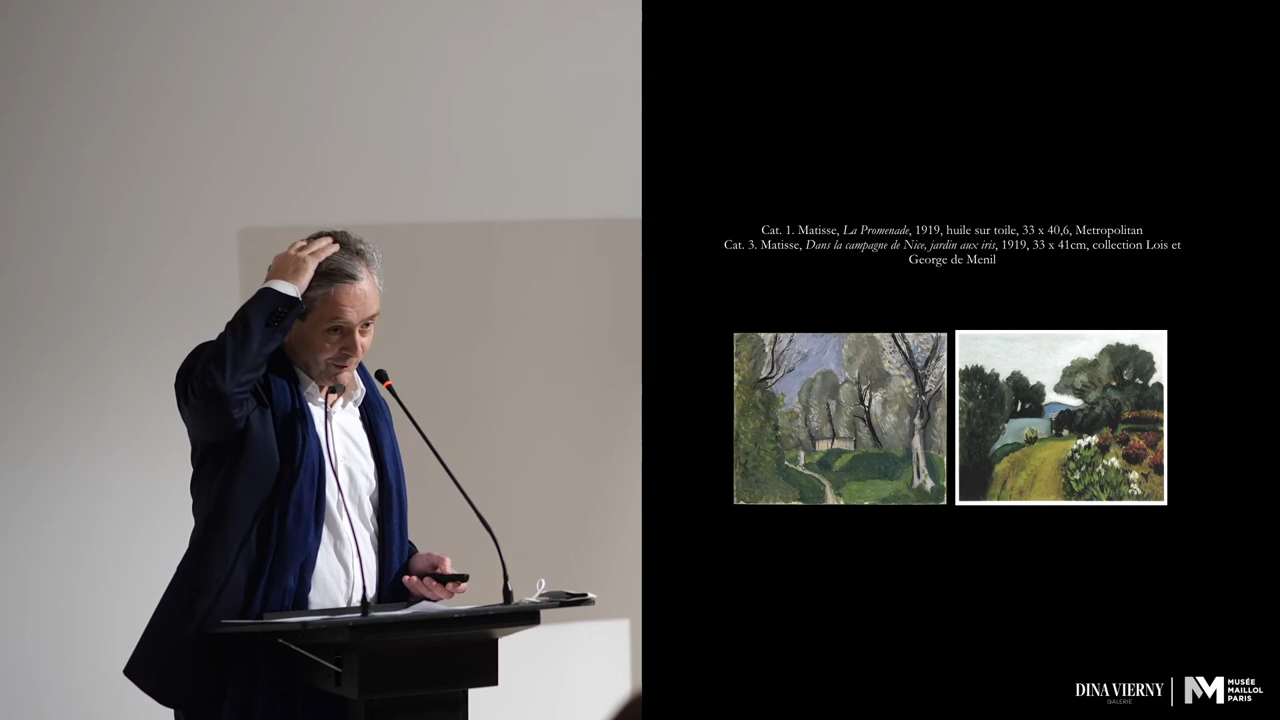 Cat. 1. Matisse, La Promenade, 1919, huile sur toile, 33 x 40,6, Metropolitan
Cat. 3. Matisse, Dans la campagne de Nice, jardin aux iris, 1919, 33 x 41cm, collection Lois et
George de Menil
DINA VIERNY
GALERIE
MUSÉE
MAILLOL
PARIS